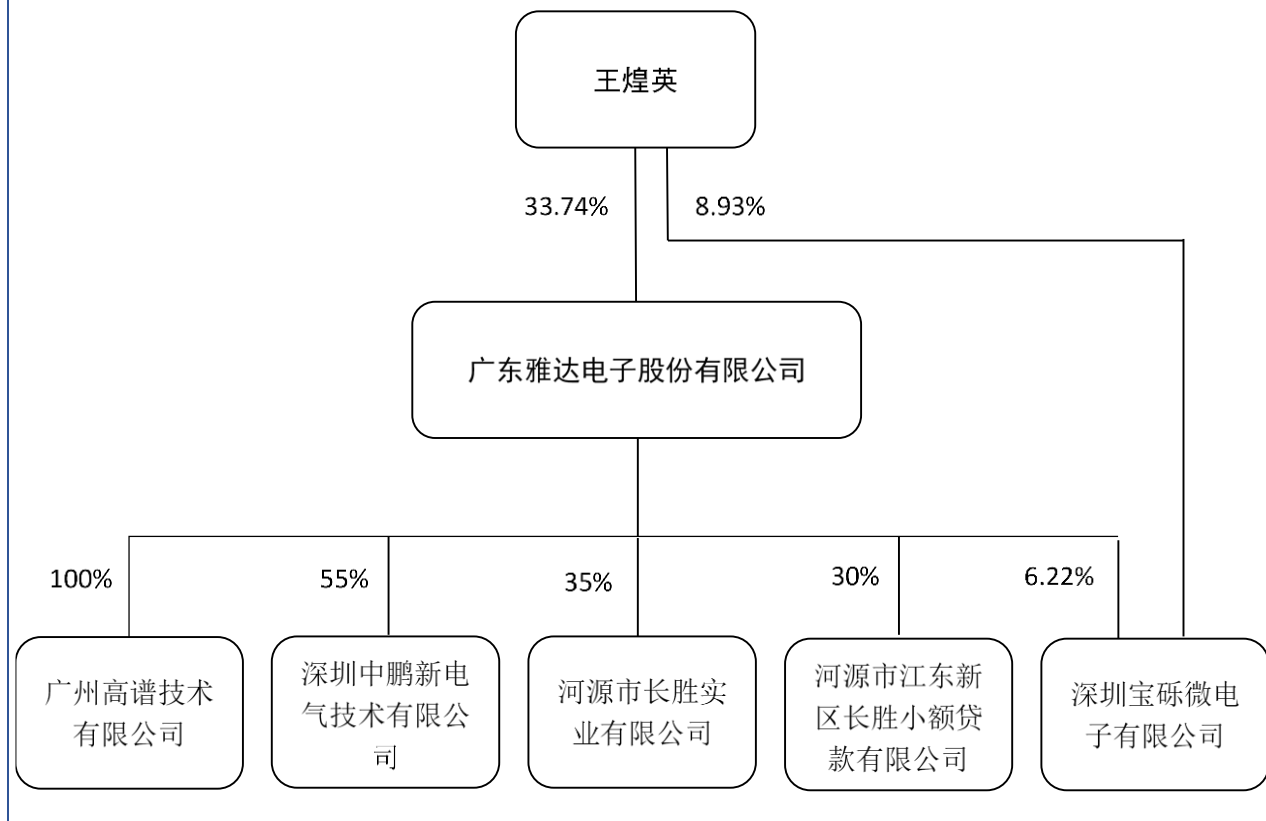 王煌英
33.74%
8.93%
广东雅达电子股份有限公司
100%
55%
35%
30%
6.22%
广州高谱技术
有限公司
深圳中鹏新电
气技术有限公
司
河源市长胜实
业有限公司
河源市江东新
区长胜小额贷
款有限公司
深圳宝砾微电
子有限公司